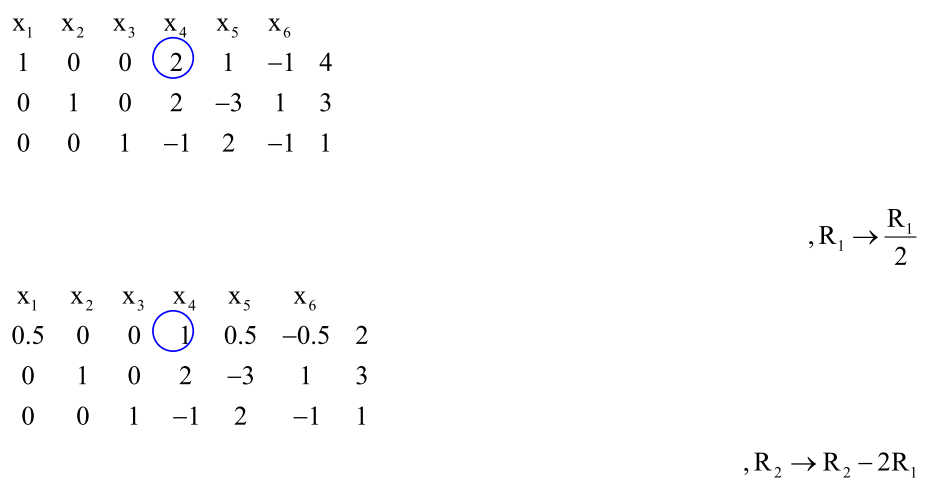 x₁ x₂ x₃ x₄ x₅ x₆
1 0 0 2 1 −1 4
0 1 0 2 −3 1 3
0 0 1 −1 2 −1 1
, R₁ → R₁/2
x₁ x₂ x₃ x₄ x₅ x₆
0.5 0 0 1 0.5 −0.5 2
0 1 0 2 −3 1 3
0 0 1 −1 2 −1 1
, R₂ → R₂ − 2R₁